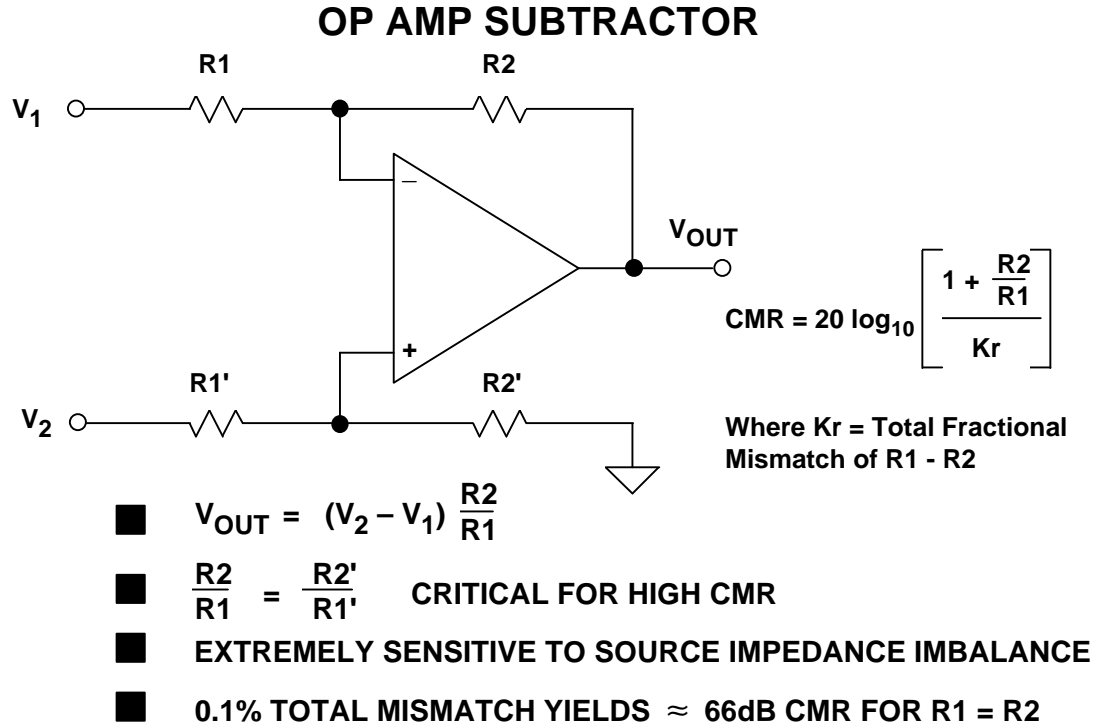 OP AMP SUBTRACTOR
R1
R2
V1
−
VOUT
CMR = 20 log10 [ (1 + R2/R1) / Kr ]
+
R1'
R2'
V2
Where Kr = Total Fractional
Mismatch of R1 - R2
VOUT = (V2 – V1) R2/R1
R2/R1 = R2'/R1' CRITICAL FOR HIGH CMR
EXTREMELY SENSITIVE TO SOURCE IMPEDANCE IMBALANCE
0.1% TOTAL MISMATCH YIELDS ≈ 66dB CMR FOR R1 = R2